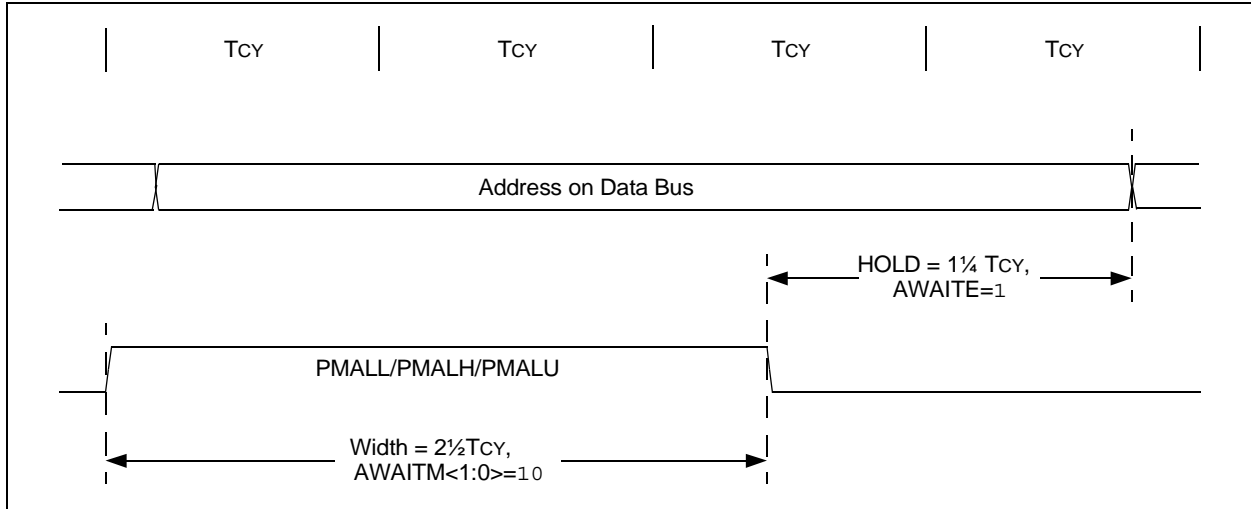 TCY TCY TCY TCY
Address on Data Bus
HOLD = 1¼ TCY,
AWAITE=1
PMALL/PMALH/PMALU
Width = 2½TCY,
AWAITM<1:0>=10